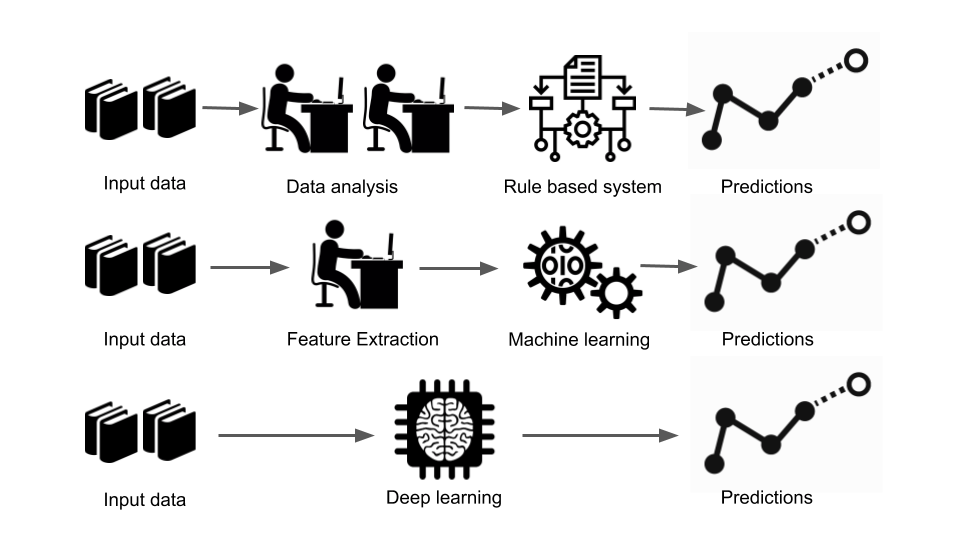 Input data
Data analysis
Rule based system
Predictions
Input data
Feature Extraction
Machine learning
Predictions
Input data
Deep learning
Predictions